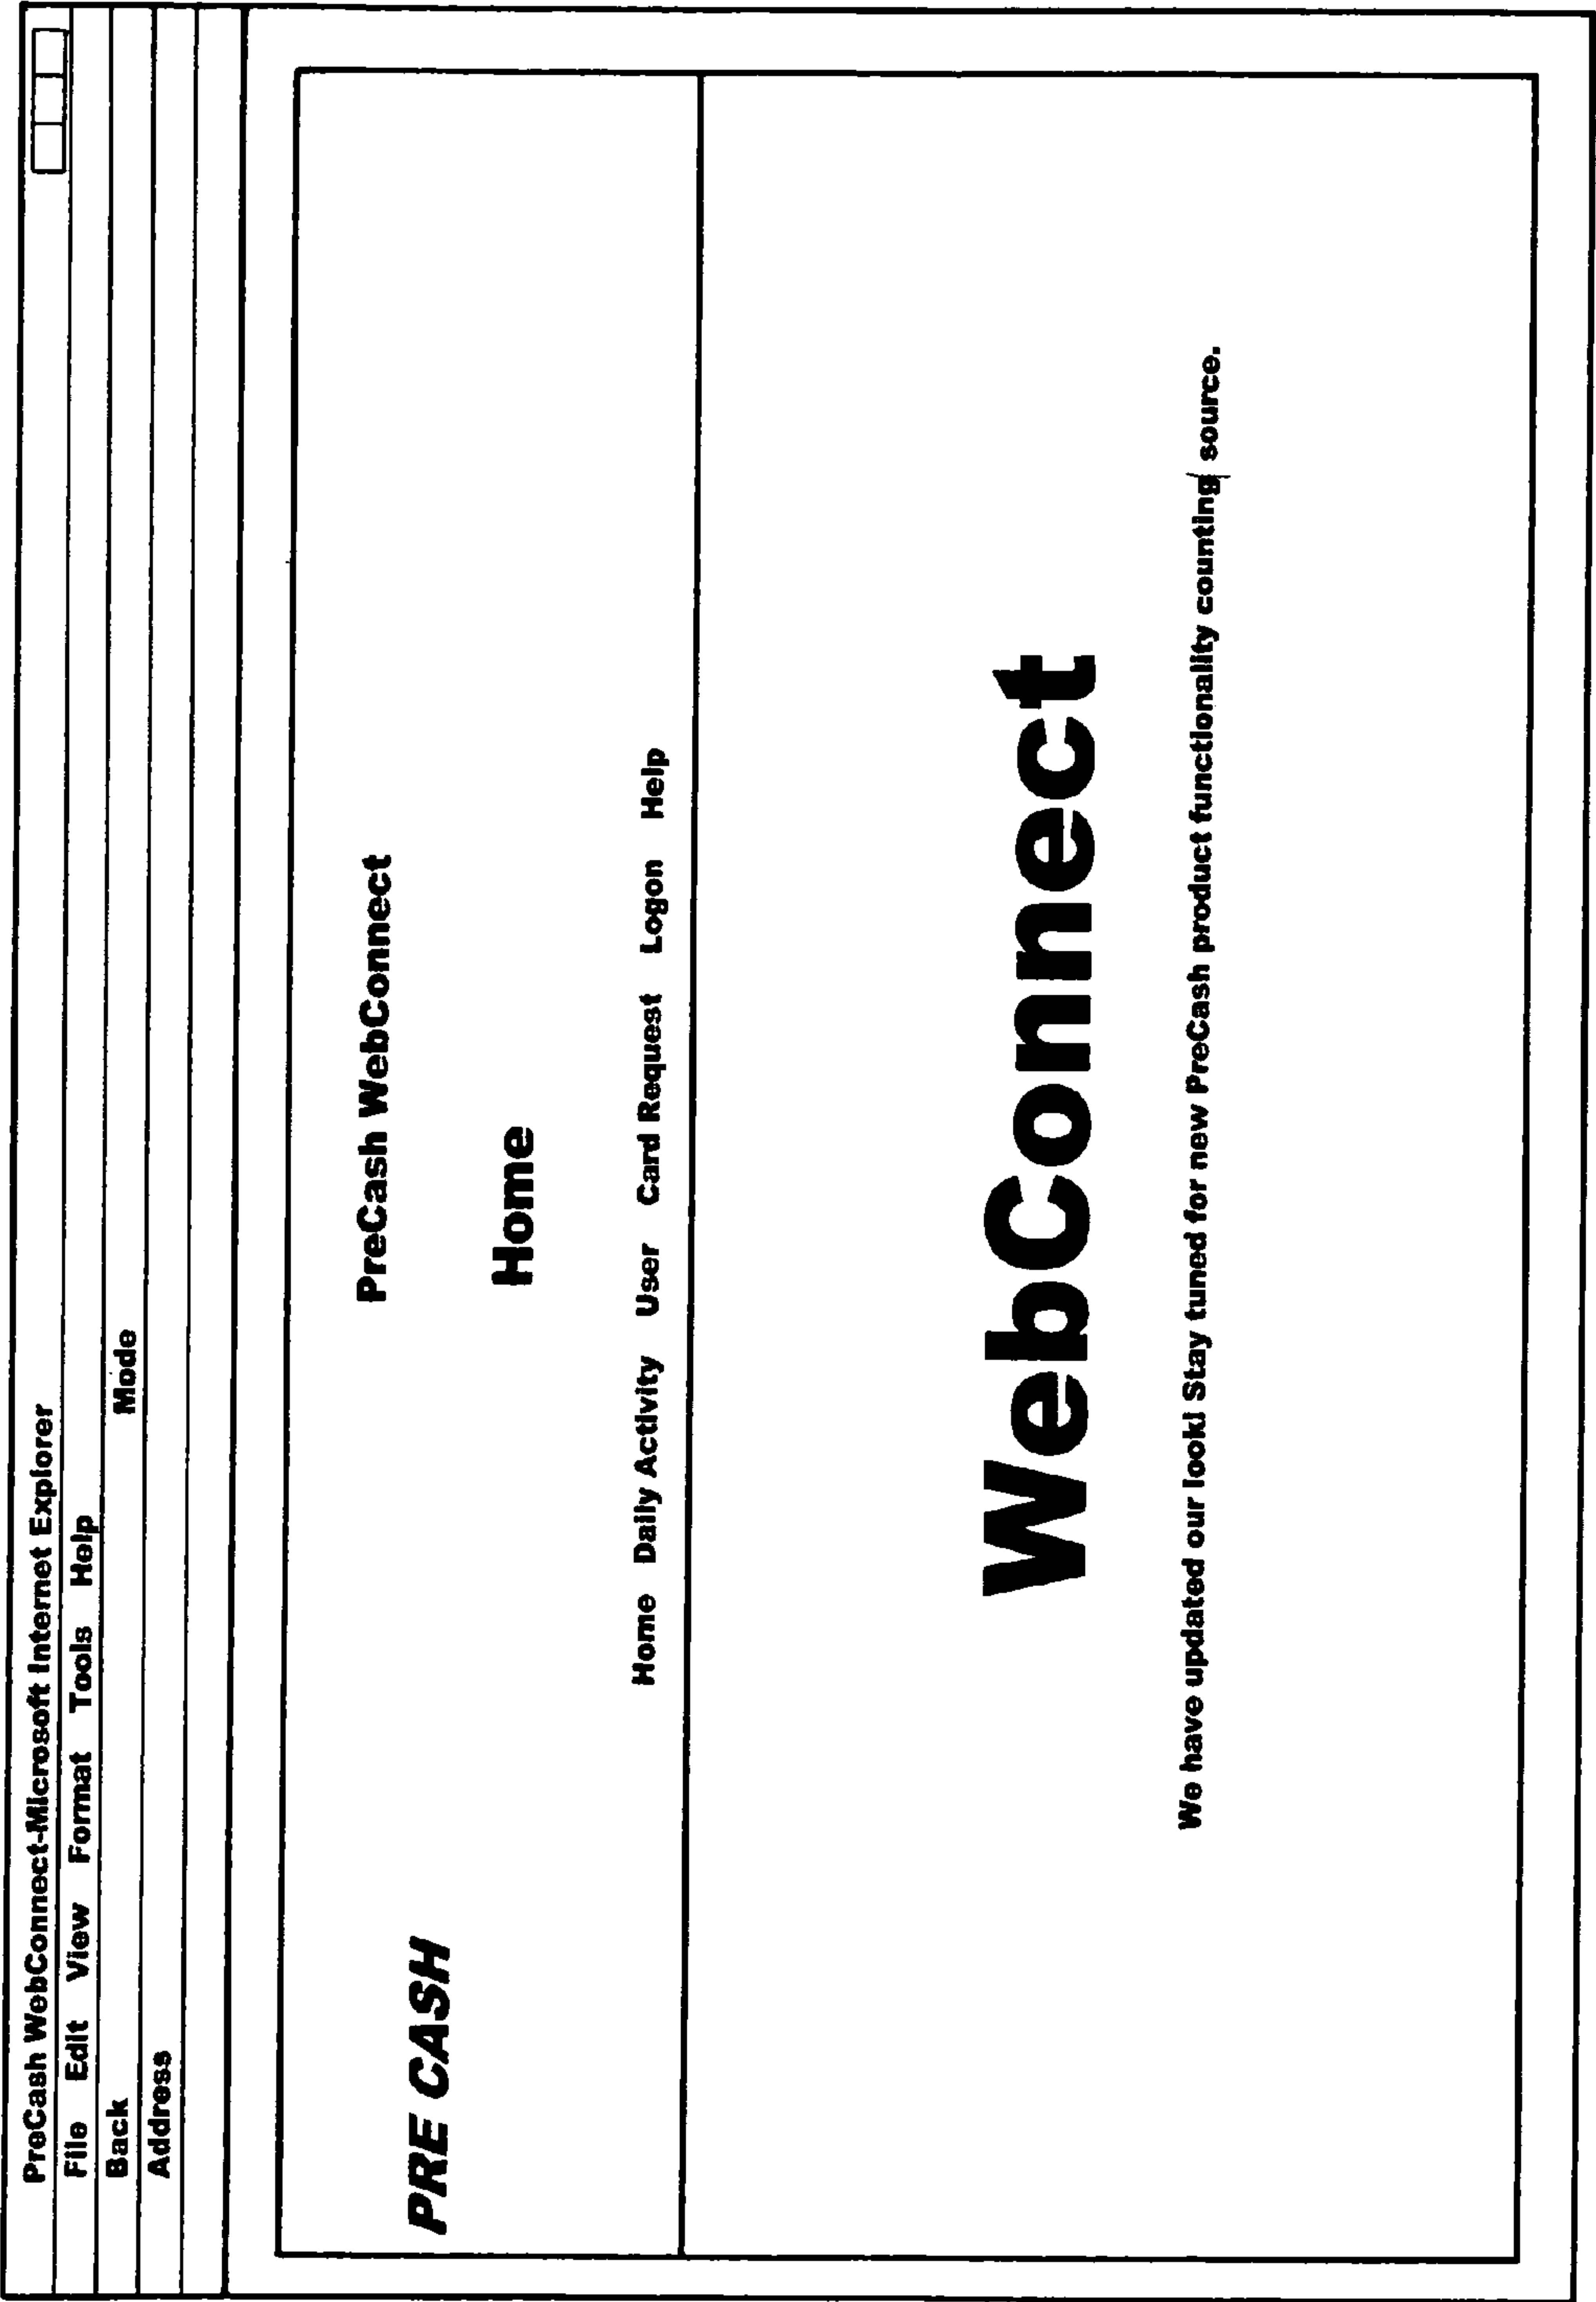 PreCash WebConnect-Microsoft Internet Explorer
File Edit View Format Tools Help
Back Mode
Address
PreCash WebConnect
PRE CASH
Home
Home Daily Activity User Card Request Logon Help
WebConnect
We have updated our look! Stay tuned for new PreCash product functionality counting source.